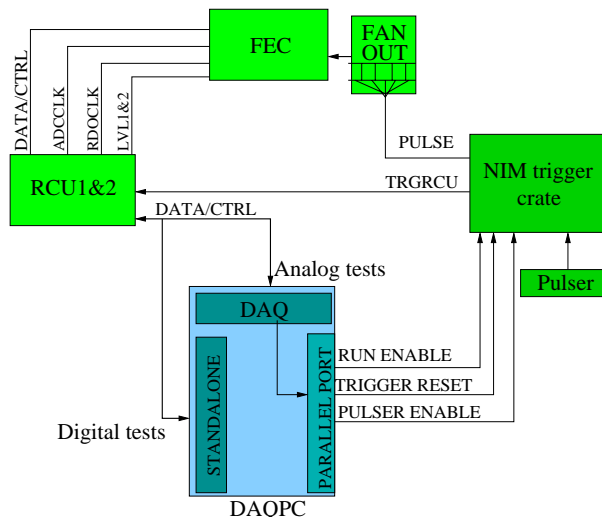 FEC
FAN
OUT
DATA/CTRL
ADCCLK
RDOCLK
LVL1&2
PULSE
NIM trigger
crate
RCU1&2
TRGRCU
DATA/CTRL
Analog tests
Pulser
DAQ
STANDALONE
PARALLEL PORT
RUN ENABLE
TRIGGER RESET
PULSER ENABLE
Digital tests
DAQPC